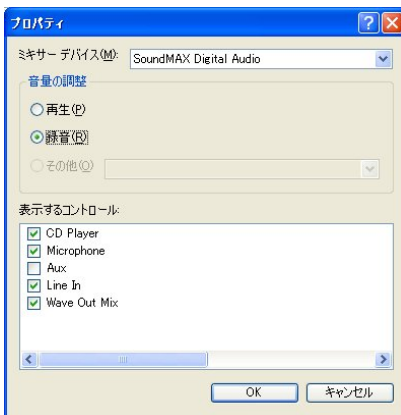 プロパティ
ミキサー デバイス(M): SoundMAX Digital Audio
音量の調整
再生(P)
録音(R)
その他(O)
表示するコントロール:
CD Player
Microphone
Aux
Line In
Wave Out Mix
OK キャンセル